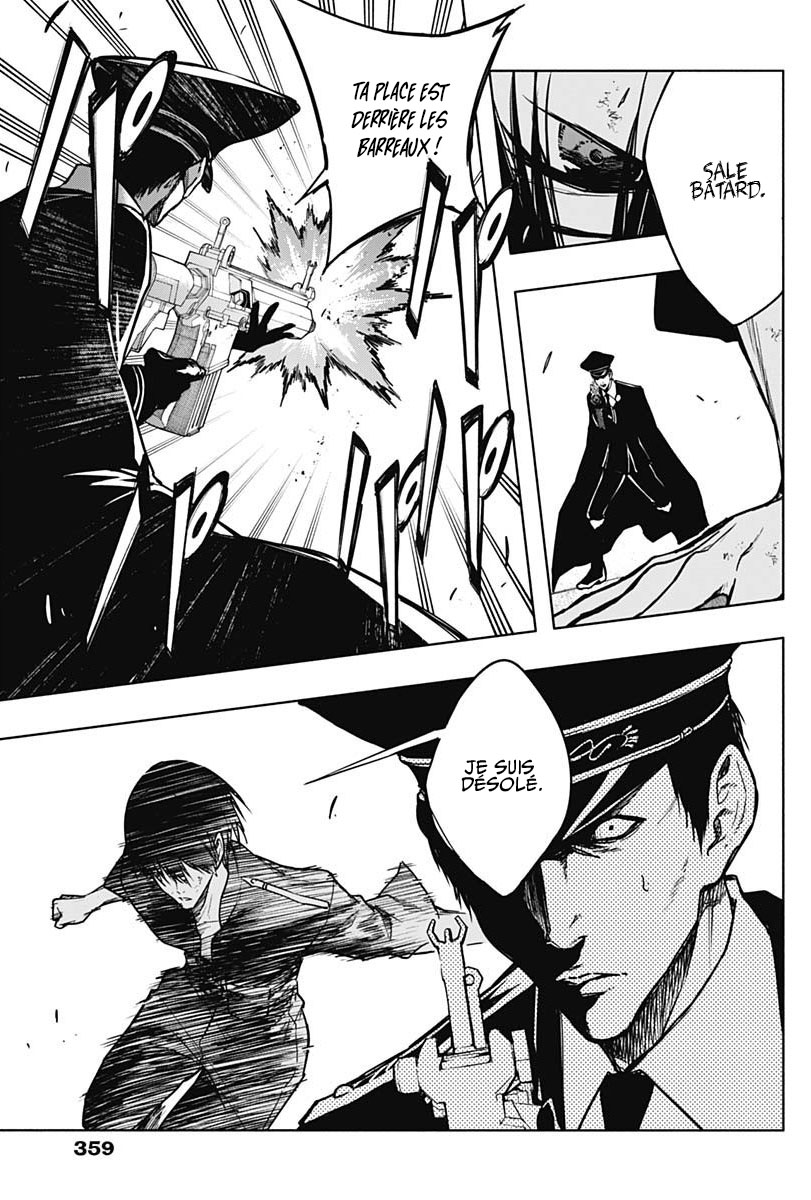 SALE
BÂTARD.
TA PLACE EST
DERRIÈRE LES
BARREAUX !
JE SUIS
DÉSOLÉ.
359